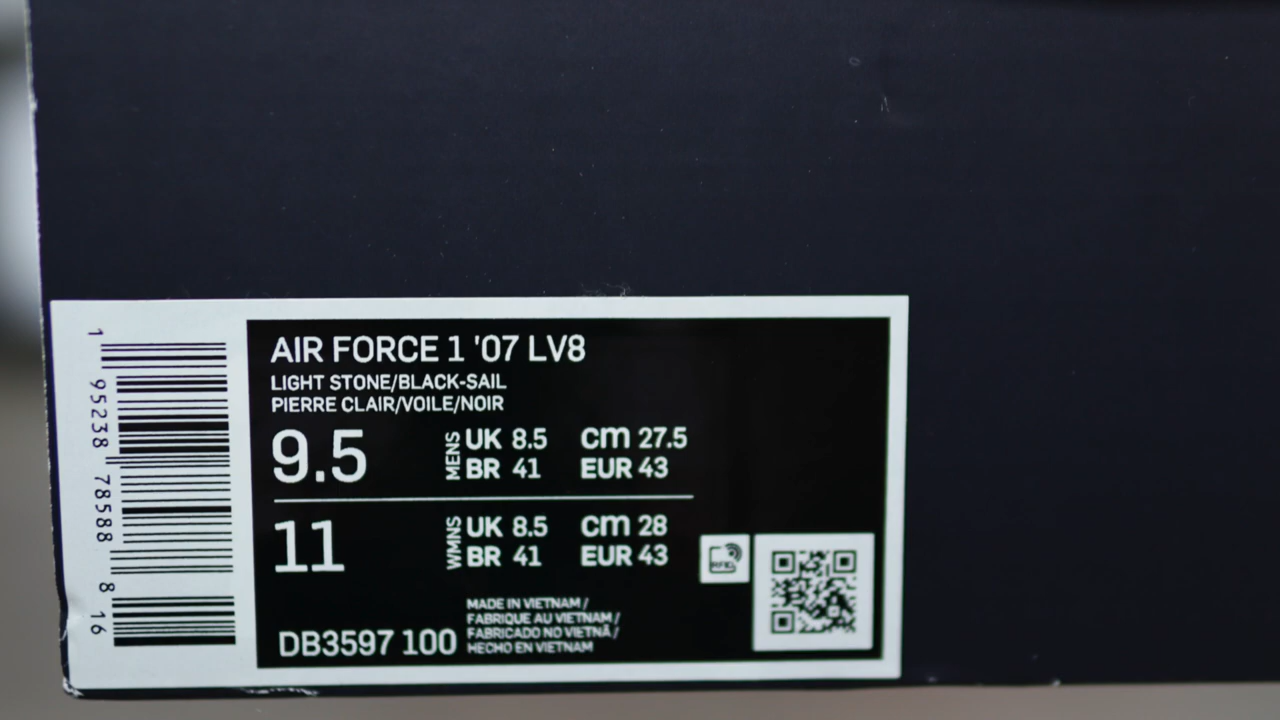 AIR FORCE 1 '07 LV8
LIGHT STONE/BLACK-SAIL
PIERRE CLAIR/VOILE/NOIR
9.5 MENS UK 8.5 cm 27.5
BR 41 EUR 43
11 WMNS UK 8.5 cm 28
BR 41 EUR 43
MADE IN VIETNAM /
FABRIQUE AU VIETNAM /
FABRICADO NO VIETNÃ /
HECHO EN VIETNAM
DB3597 100
RFID
1 95238 78588 8 16